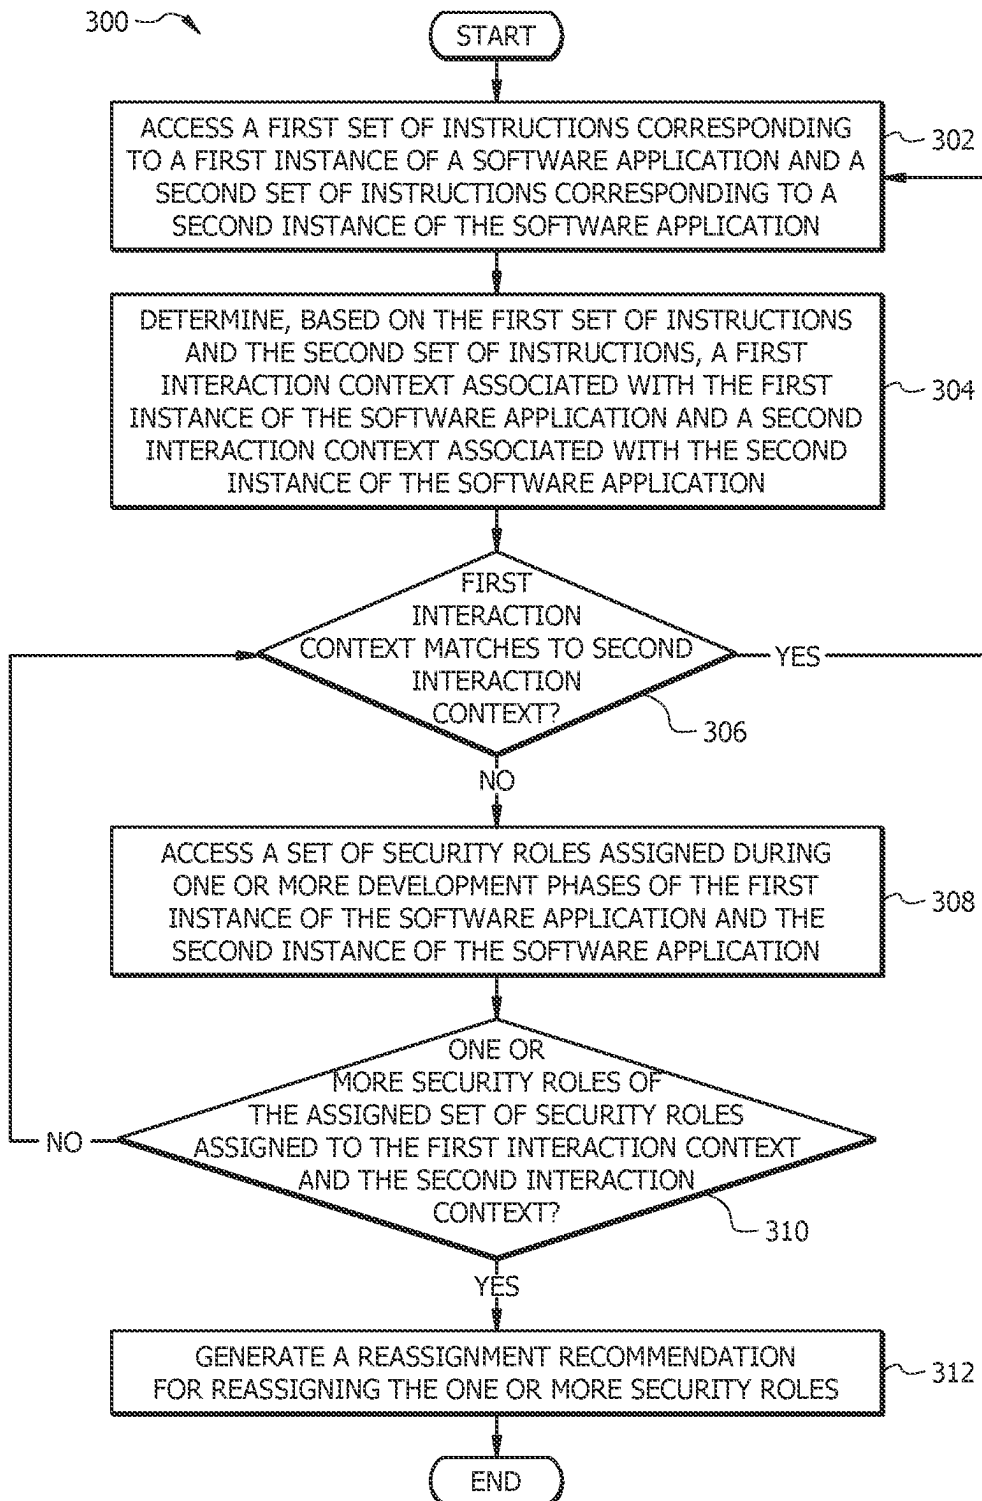 300
START
ACCESS A FIRST SET OF INSTRUCTIONS CORRESPONDING
TO A FIRST INSTANCE OF A SOFTWARE APPLICATION AND A
SECOND SET OF INSTRUCTIONS CORRESPONDING TO A
SECOND INSTANCE OF THE SOFTWARE APPLICATION
302
DETERMINE, BASED ON THE FIRST SET OF INSTRUCTIONS
AND THE SECOND SET OF INSTRUCTIONS, A FIRST
INTERACTION CONTEXT ASSOCIATED WITH THE FIRST
INSTANCE OF THE SOFTWARE APPLICATION AND A SECOND
INTERACTION CONTEXT ASSOCIATED WITH THE SECOND
INSTANCE OF THE SOFTWARE APPLICATION
304
FIRST
INTERACTION
CONTEXT MATCHES TO SECOND
INTERACTION
CONTEXT?
YES
306
NO
ACCESS A SET OF SECURITY ROLES ASSIGNED DURING
ONE OR MORE DEVELOPMENT PHASES OF THE FIRST
INSTANCE OF THE SOFTWARE APPLICATION AND THE
SECOND INSTANCE OF THE SOFTWARE APPLICATION
308
ONE OR
MORE SECURITY ROLES OF
THE ASSIGNED SET OF SECURITY ROLES
ASSIGNED TO THE FIRST INTERACTION CONTEXT
AND THE SECOND INTERACTION
CONTEXT?
NO
310
YES
GENERATE A REASSIGNMENT RECOMMENDATION
FOR REASSIGNING THE ONE OR MORE SECURITY ROLES
312
END